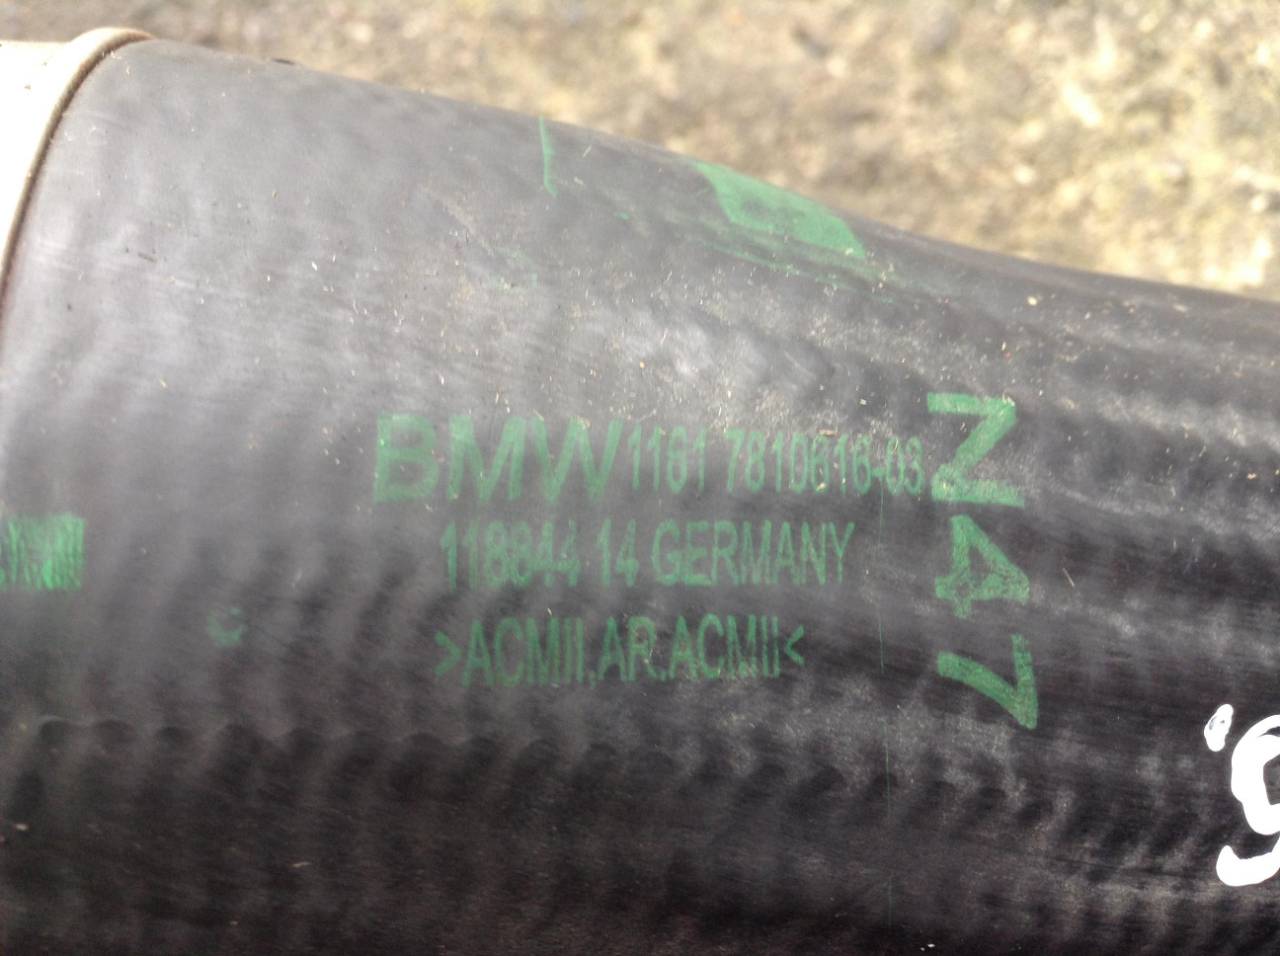 BMW 1161 7810616-03
118844 14 GERMANY
>ACMII.AR.ACMII<
N47